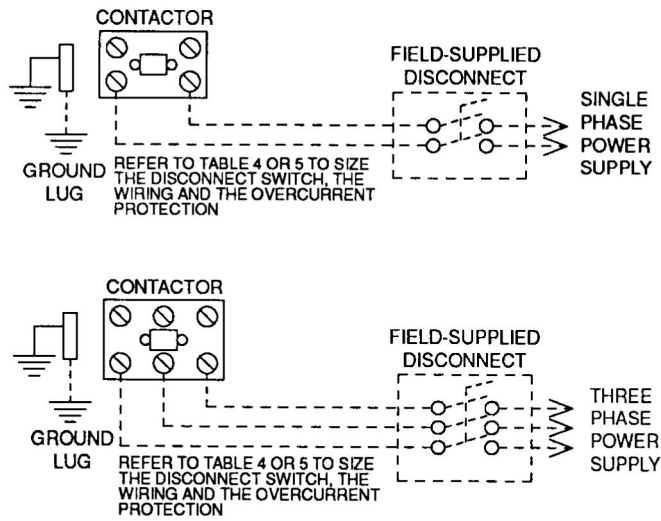 CONTACTOR
FIELD-SUPPLIED
DISCONNECT
SINGLE
PHASE
POWER
SUPPLY
GROUND
LUG
REFER TO TABLE 4 OR 5 TO SIZE
THE DISCONNECT SWITCH, THE
WIRING AND THE OVERCURRENT
PROTECTION
CONTACTOR
FIELD-SUPPLIED
DISCONNECT
THREE
PHASE
POWER
SUPPLY
GROUND
LUG
REFER TO TABLE 4 OR 5 TO SIZE
THE DISCONNECT SWITCH, THE
WIRING AND THE OVERCURRENT
PROTECTION